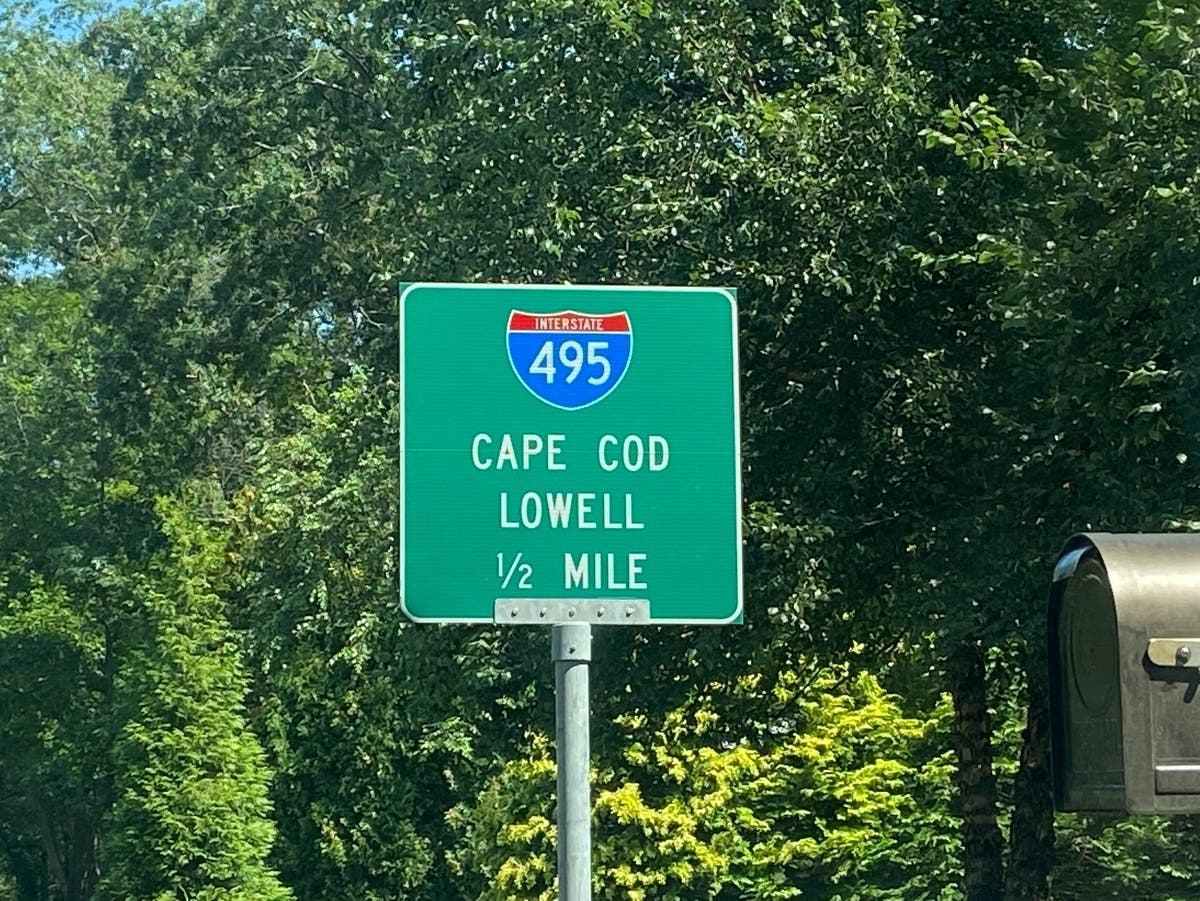 INTERSTATE
495
CAPE COD
LOWELL
½ MILE